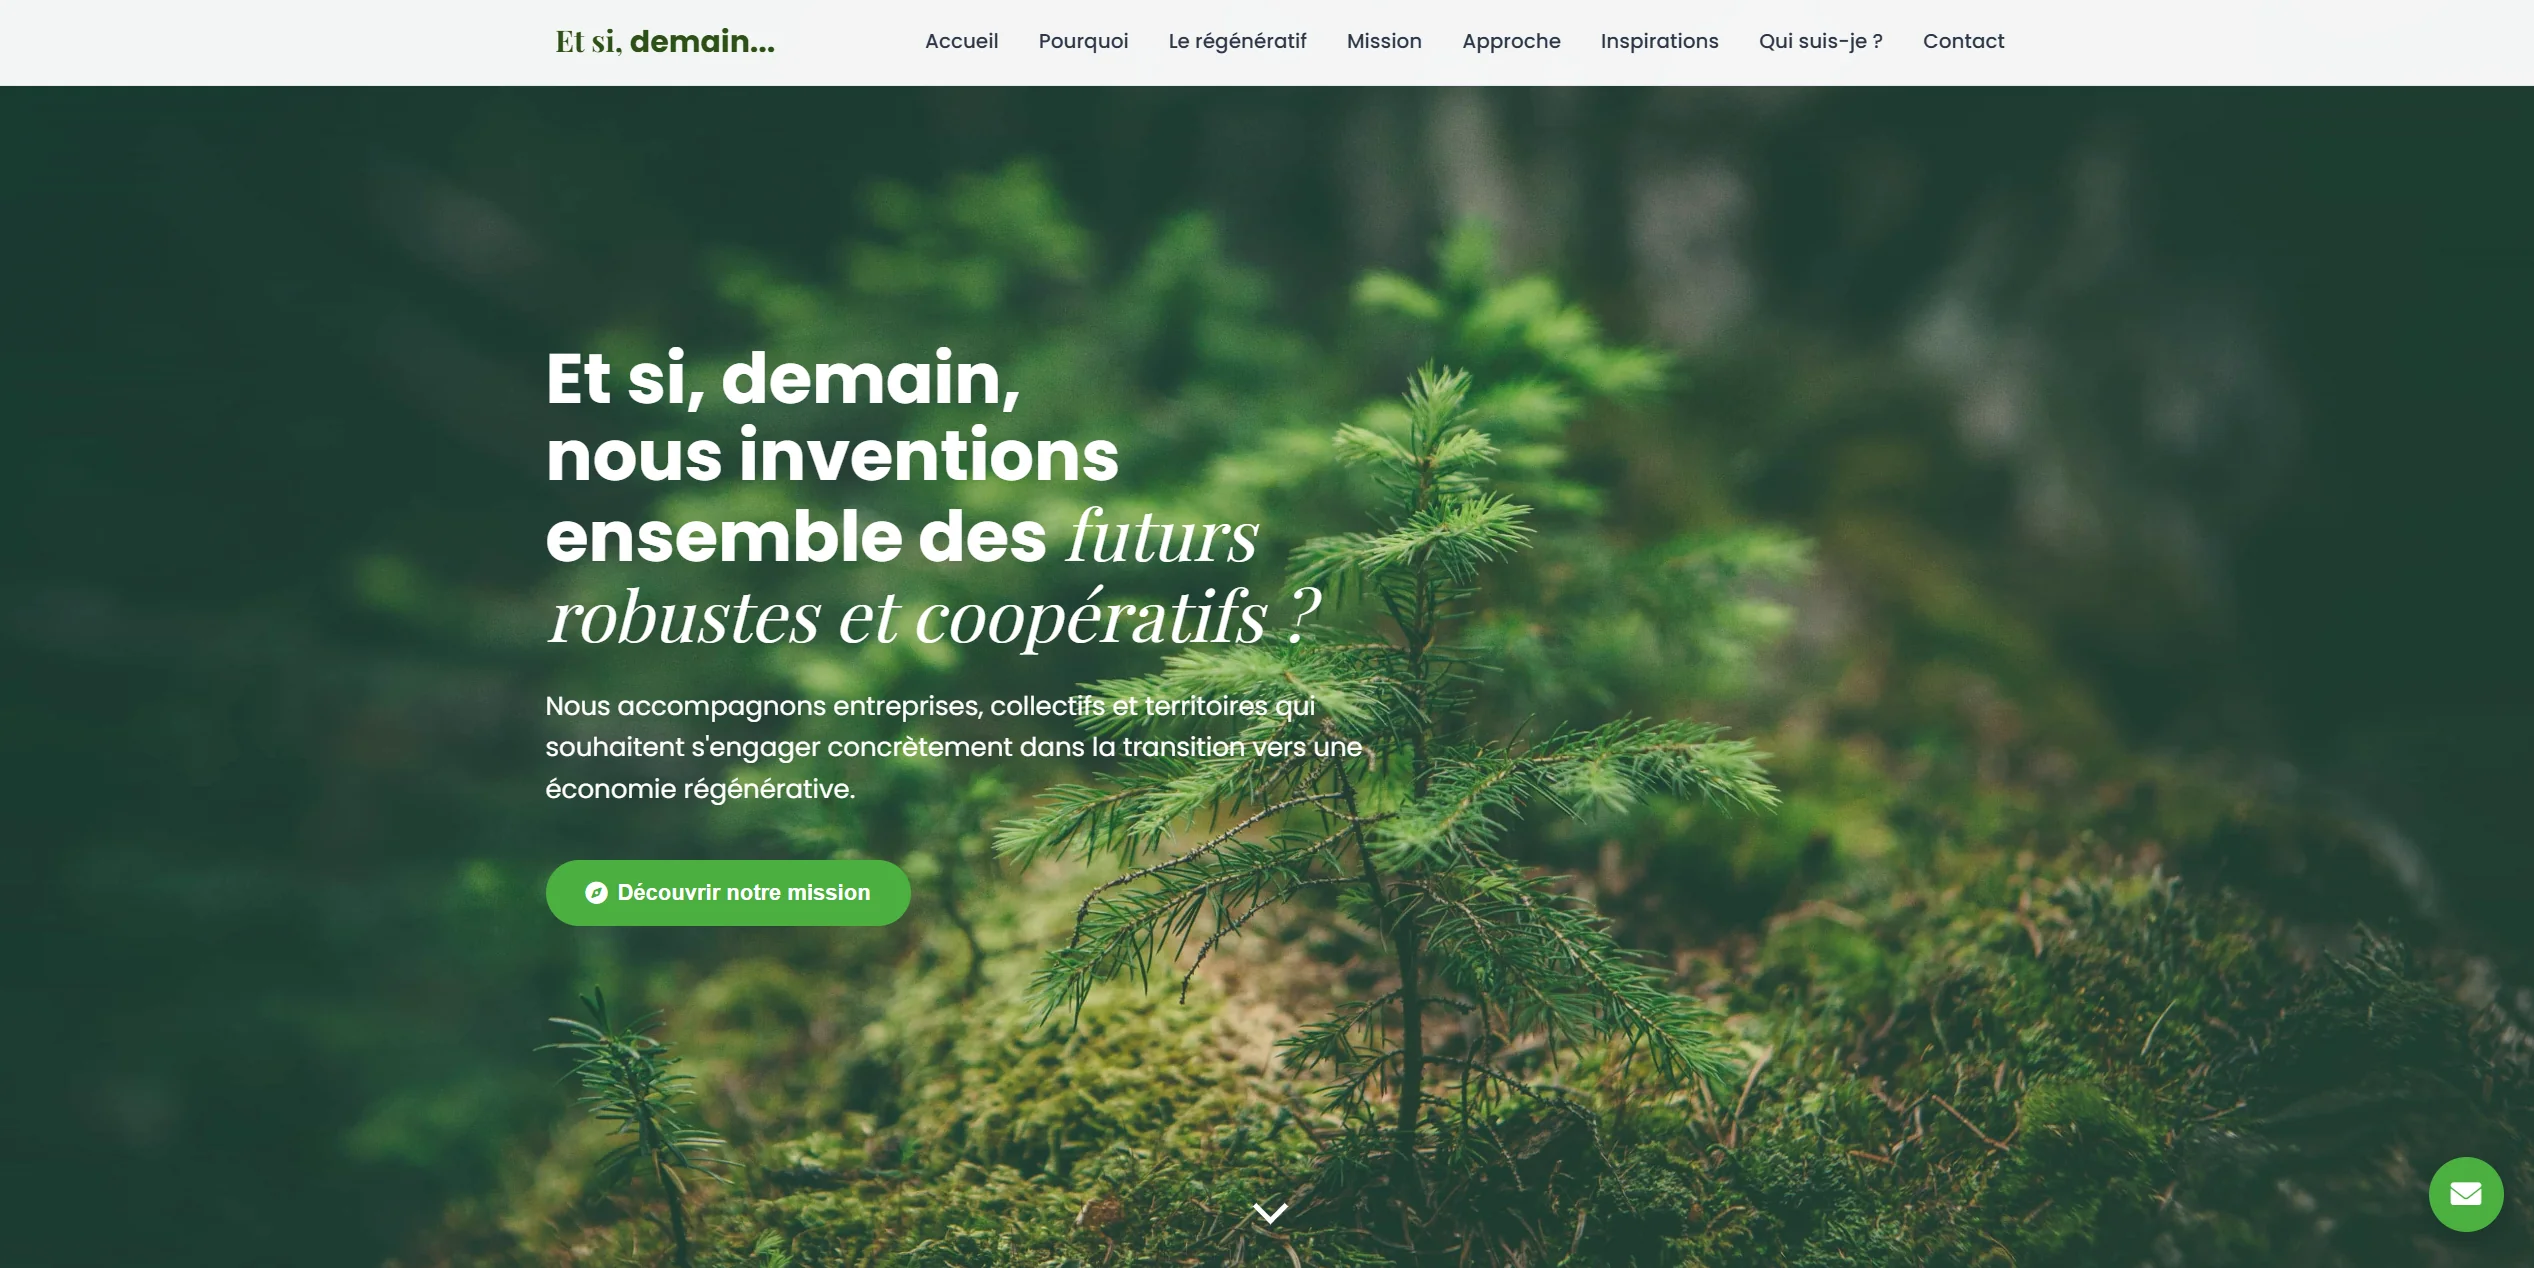 Et si, demain...
Accueil
Pourquoi
Le régénératif
Mission
Approche
Inspirations
Qui suis-je ?
Contact
Et si, demain,
nous inventions
ensemble des futurs
robustes et coopératifs ?
Nous accompagnons entreprises, collectifs et territoires qui
souhaitent s'engager concrètement dans la transition vers une
économie régénérative.
Découvrir notre mission